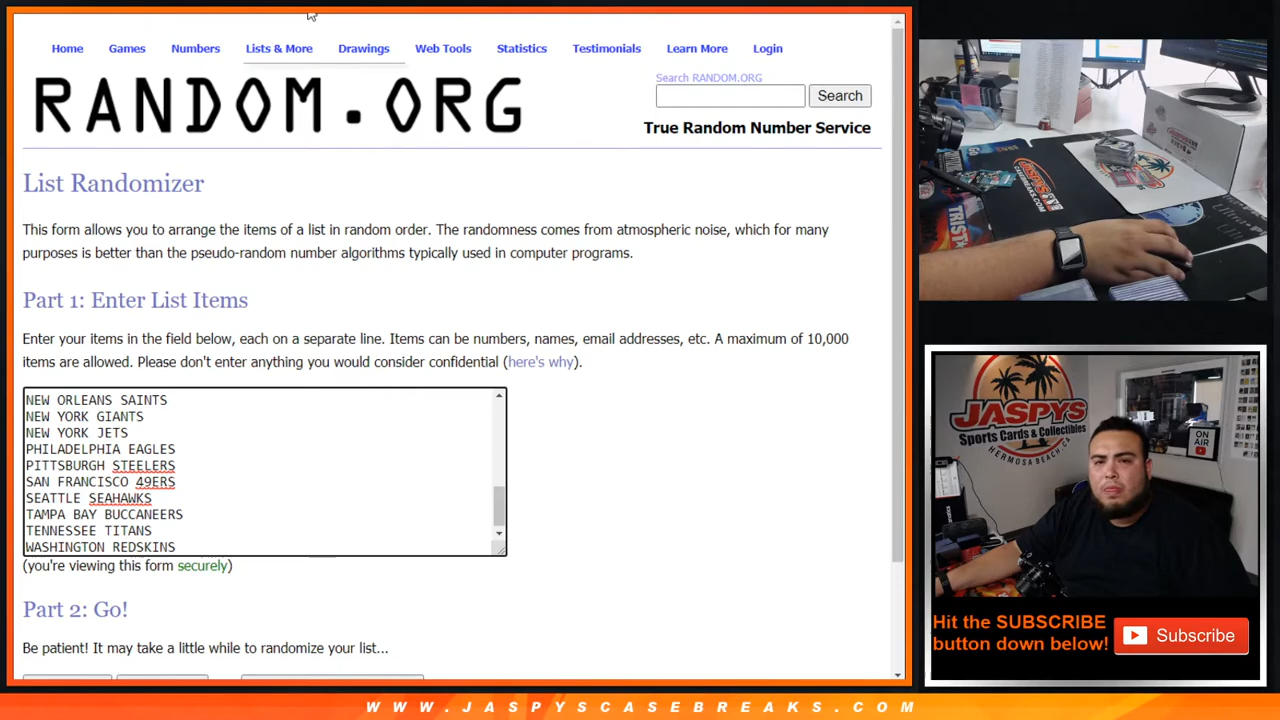 Home Games Numbers Lists & More Drawings Web Tools Statistics Testimonials Learn More Login
RANDOM.ORG
Search RANDOM.ORG
Search
True Random Number Service
List Randomizer
This form allows you to arrange the items of a list in random order. The randomness comes from atmospheric noise, which for many
purposes is better than the pseudo-random number algorithms typically used in computer programs.
Part 1: Enter List Items
Enter your items in the field below, each on a separate line. Items can be numbers, names, email addresses, etc. A maximum of 10,000
items are allowed. Please don't enter anything you would consider confidential (here's why).
NEW ORLEANS SAINTS
NEW YORK GIANTS
NEW YORK JETS
PHILADELPHIA EAGLES
PITTSBURGH STEELERS
SAN FRANCISCO 49ERS
SEATTLE SEAHAWKS
TAMPA BAY BUCCANEERS
TENNESSEE TITANS
WASHINGTON REDSKINS
(you're viewing this form securely)
Part 2: Go!
Be patient! It may take a little while to randomize your list...
JASPYS
CASEBREAKS.COM
JASPYS
Sports Cards & Collectibles
HERMOSA BEACH, CA
ON
AIR
Hit the SUBSCRIBE
button down below!
Subscribe
WWW.JASPYSCASEBREAKS.COM